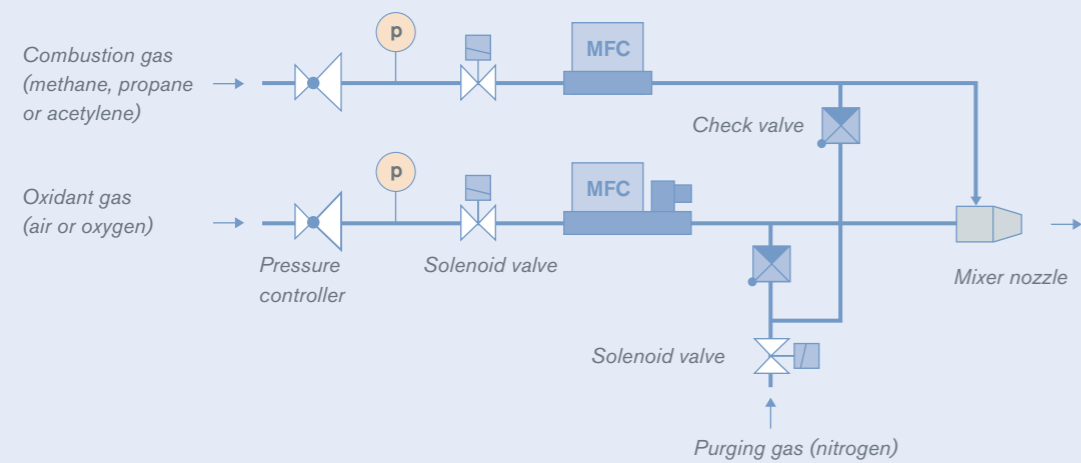 p
Combustion gas
(methane, propane
or acetylene)
MFC
Check valve
p
Oxidant gas
(air or oxygen)
MFC
Pressure
controller
Solenoid valve
Mixer nozzle
Solenoid valve
Purging gas (nitrogen)